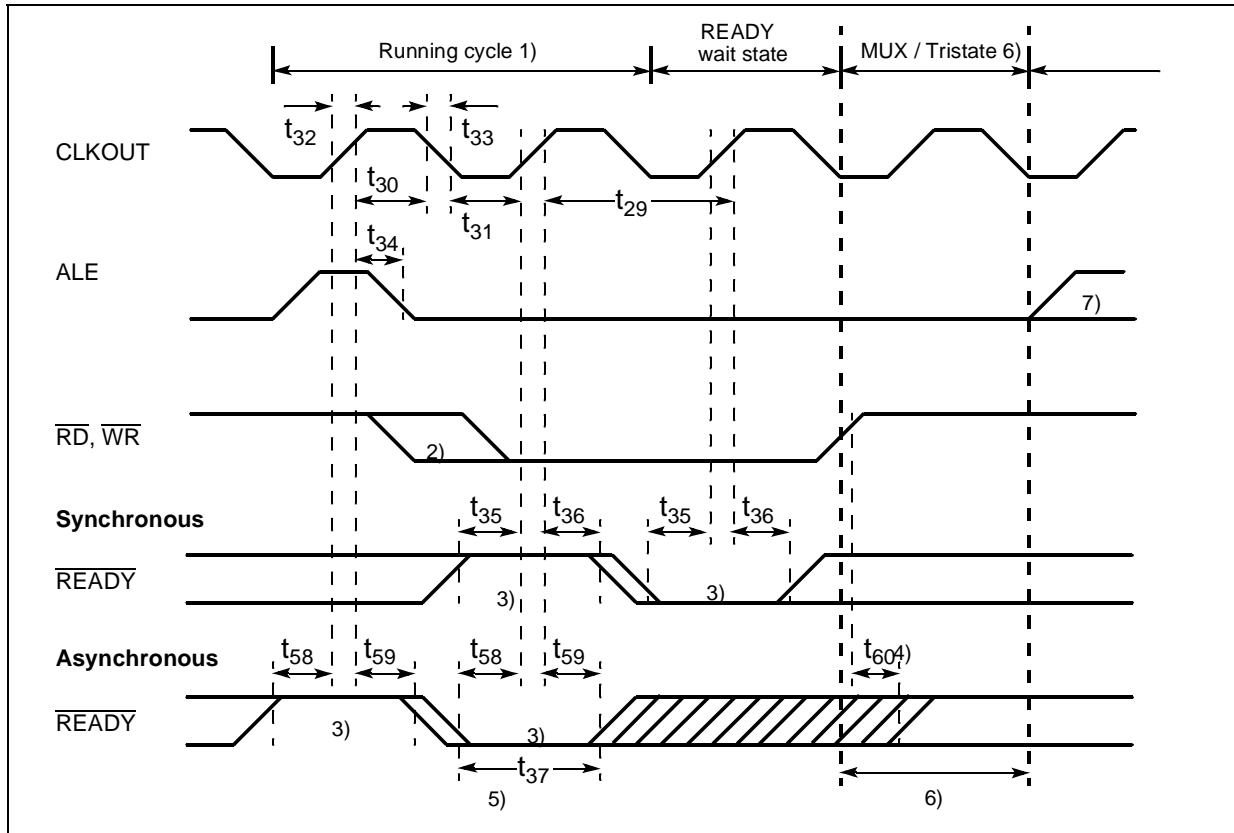 Running cycle 1)
READY
wait state
MUX / Tristate 6)
t32
t33
CLKOUT
t30
t31
t29
t34
ALE
7)
RD, WR
2)
Synchronous
t35
t36
t35
t36
READY
3)
3)
Asynchronous
t58
t59
t58
t59
t604)
READY
3)
3)
t37
5)
6)